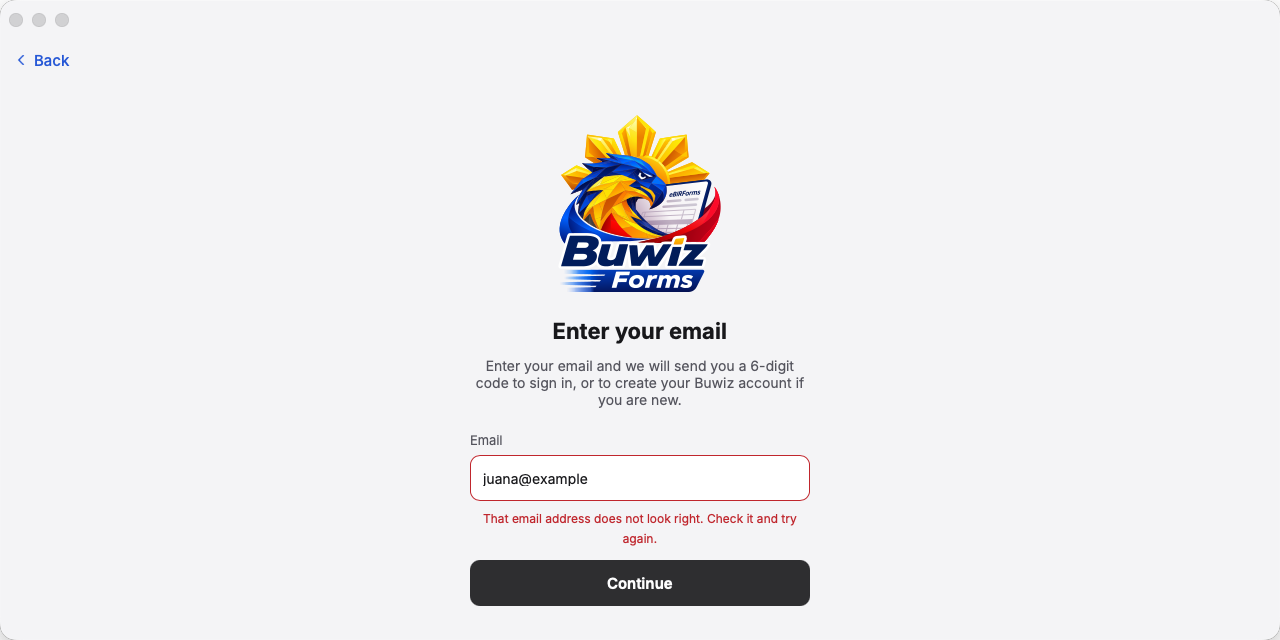 Back
eBIRForms
Buwiz
Forms
Enter your email
Enter your email and we will send you a 6-digit
code to sign in, or to create your Buwiz account if
you are new.
Email
juana@example
That email address does not look right. Check it and try
again.
Continue